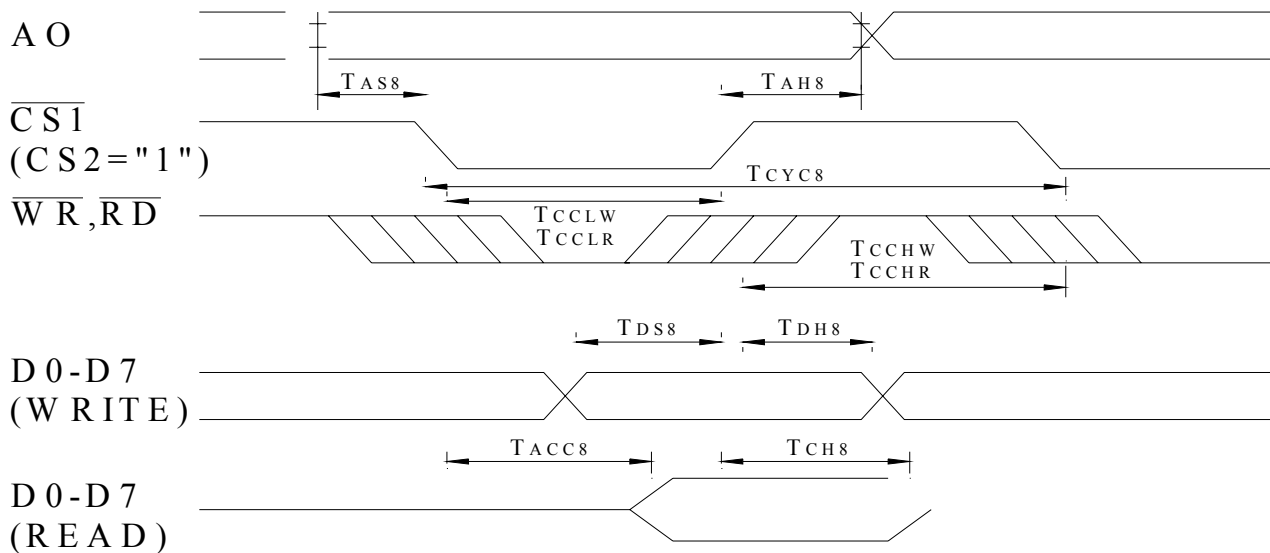 AO
TAS8 TAH8
CS1
(CS2="1")
TCYC8
WR,RD
TCCLW
TCCLR
TCCHW
TCCHR
TDS8 TDH8
D0-D7
(WRITE)
TACC8 TCH8
D0-D7
(READ)